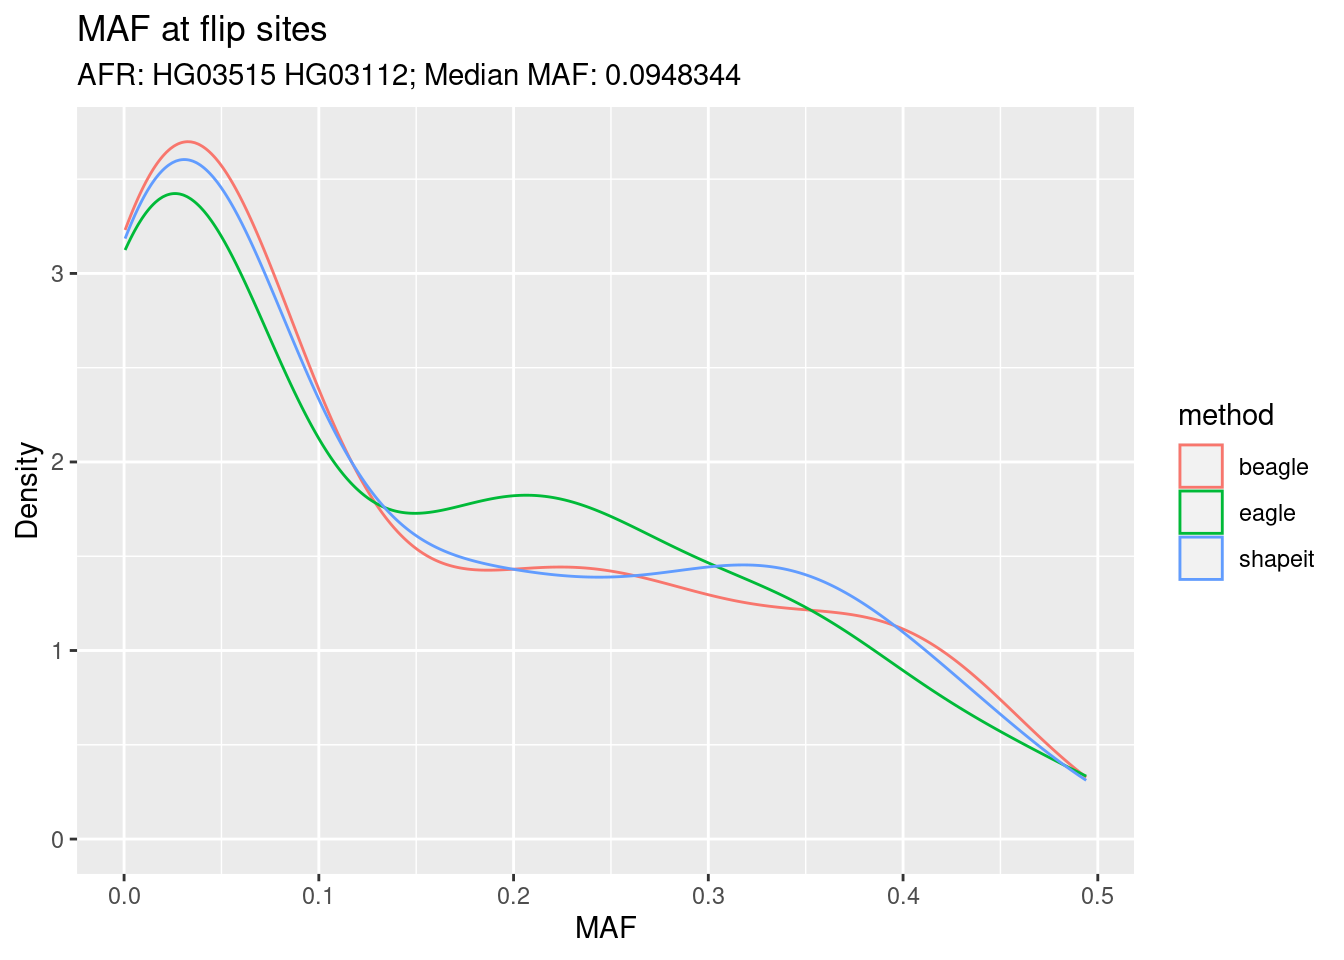 MAF at flip sites
AFR: HG03515 HG03112; Median MAF: 0.0948344
Density
3
2
1
0
0.0 0.1 0.2 0.3 0.4 0.5
MAF
method
beagle
eagle
shapeit